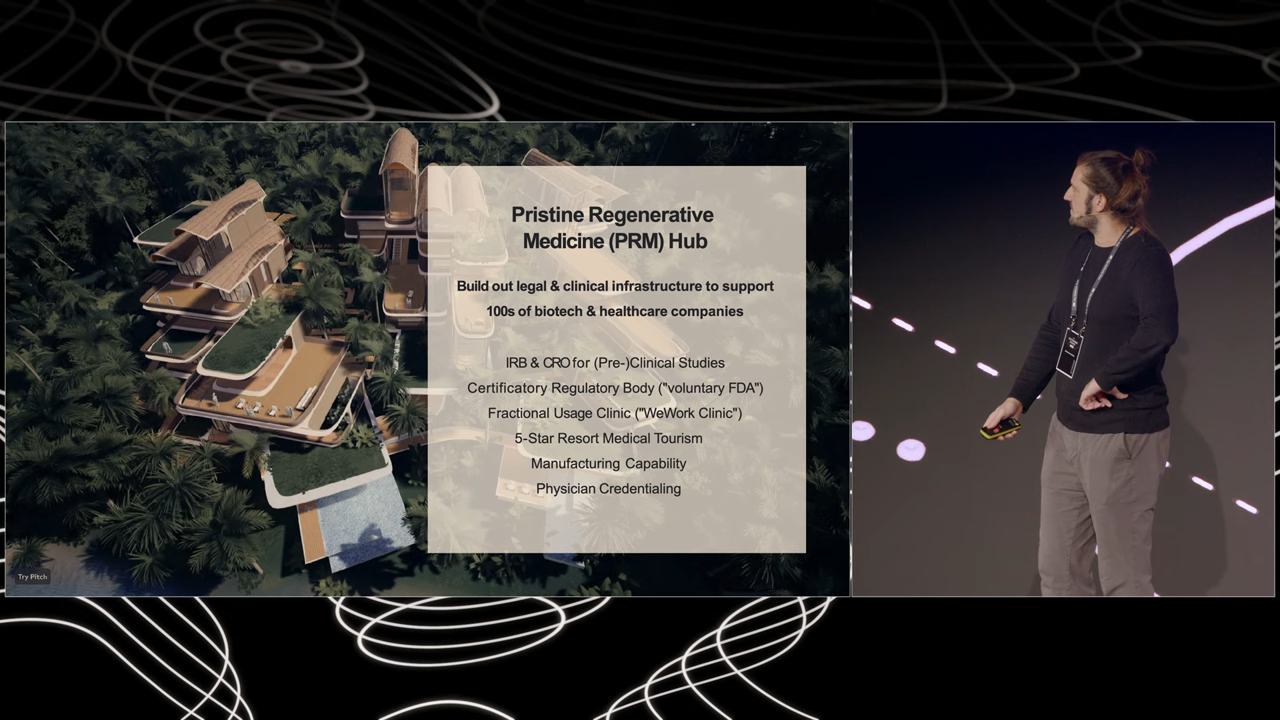 Pristine Regenerative
Medicine (PRM) Hub
Build out legal & clinical infrastructure to support
100s of biotech & healthcare companies
IRB & CRO for (Pre-)Clinical Studies
Certificatory Regulatory Body ("voluntary FDA")
Fractional Usage Clinic ("WeWork Clinic")
5-Star Resort Medical Tourism
Manufacturing Capability
Physician Credentialing
Try Pitch